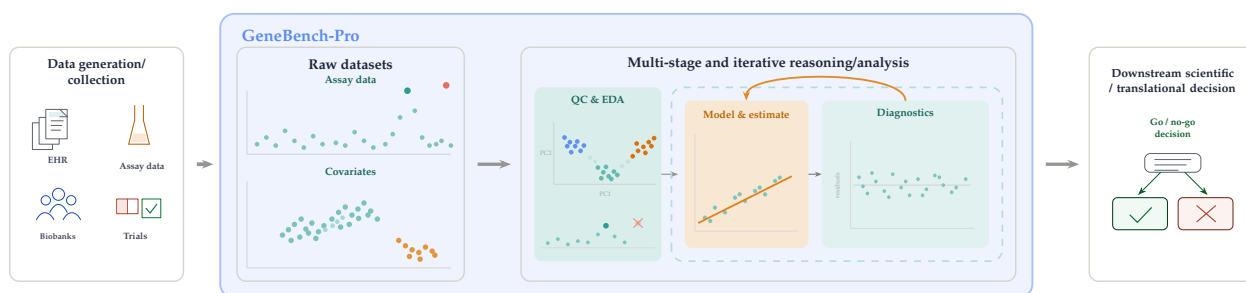 GeneBench-Pro
Data generation/
collection
EHR
Assay data
Biobanks
Trials
Raw datasets
Assay data
Covariates
Multi-stage and iterative reasoning/analysis
QC & EDA
PC2
PC1
Model & estimate
Diagnostics
residuals
Downstream scientific
/ translational decision
Go / no-go
decision